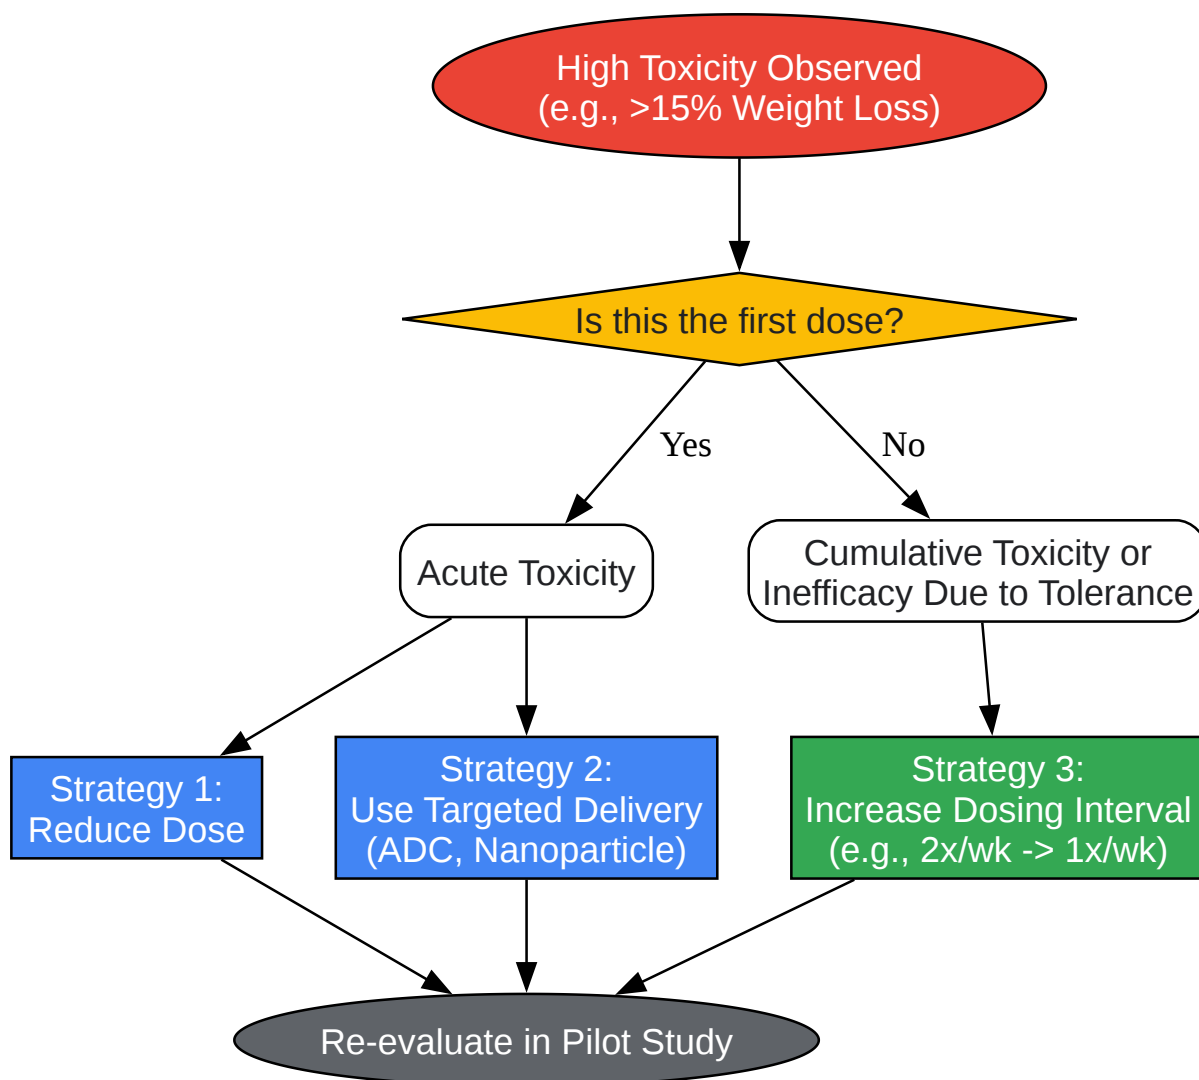 High Toxicity Observed
(e.g., >15% Weight Loss)
Is this the first dose?
Yes
No
Acute Toxicity
Cumulative Toxicity or
Inefficacy Due to Tolerance
Strategy 1:
Reduce Dose
Strategy 2:
Use Targeted Delivery
(ADC, Nanoparticle)
Strategy 3:
Increase Dosing Interval
(e.g., 2x/wk -> 1x/wk)
Re-evaluate in Pilot Study